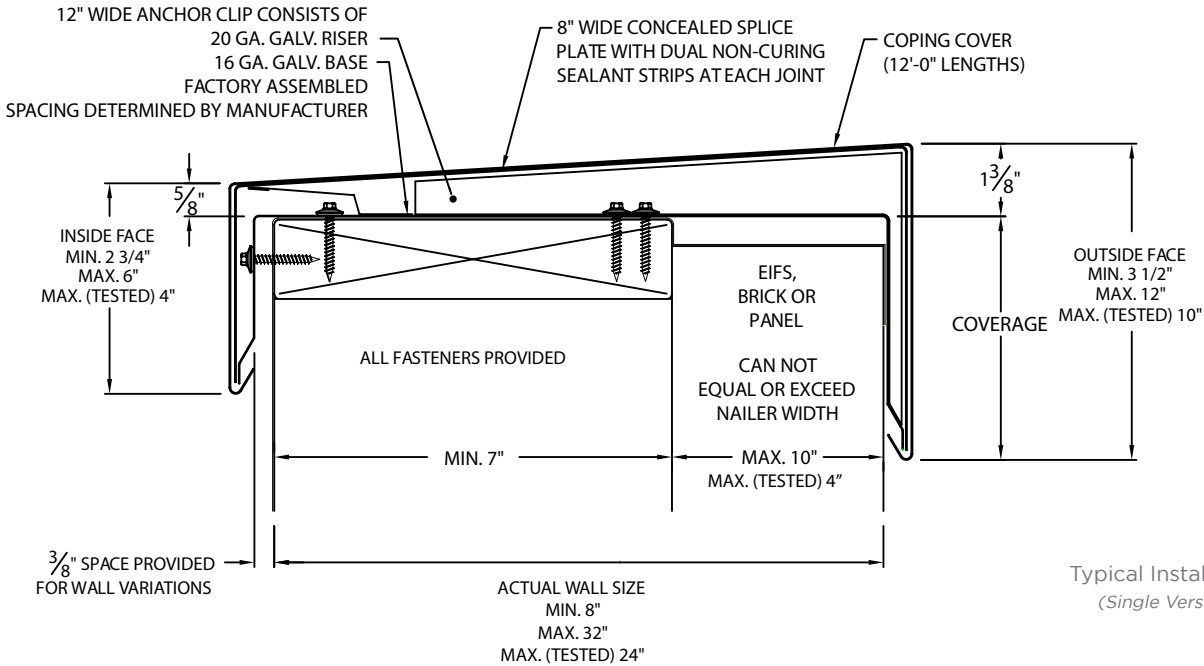 12" WIDE ANCHOR CLIP CONSISTS OF
20 GA. GALV. RISER
16 GA. GALV. BASE
FACTORY ASSEMBLED
SPACING DETERMINED BY MANUFACTURER
8" WIDE CONCEALED SPLICE
PLATE WITH DUAL NON-CURING
SEALANT STRIPS AT EACH JOINT
COPING COVER
(12'-0" LENGTHS)
5/8"
1 3/8"
INSIDE FACE
MIN. 2 3/4"
MAX. 6"
MAX. (TESTED) 4"
OUTSIDE FACE
MIN. 3 1/2"
MAX. 12"
MAX. (TESTED) 10"
COVERAGE
EIFS,
BRICK OR
PANEL
CAN NOT
EQUAL OR EXCEED
NAILER WIDTH
ALL FASTENERS PROVIDED
MIN. 7"
MAX. 10"
MAX. (TESTED) 4"
3/8" SPACE PROVIDED
FOR WALL VARIATIONS
ACTUAL WALL SIZE
MIN. 8"
MAX. 32"
MAX. (TESTED) 24"
Typical Instal
(Single Vers